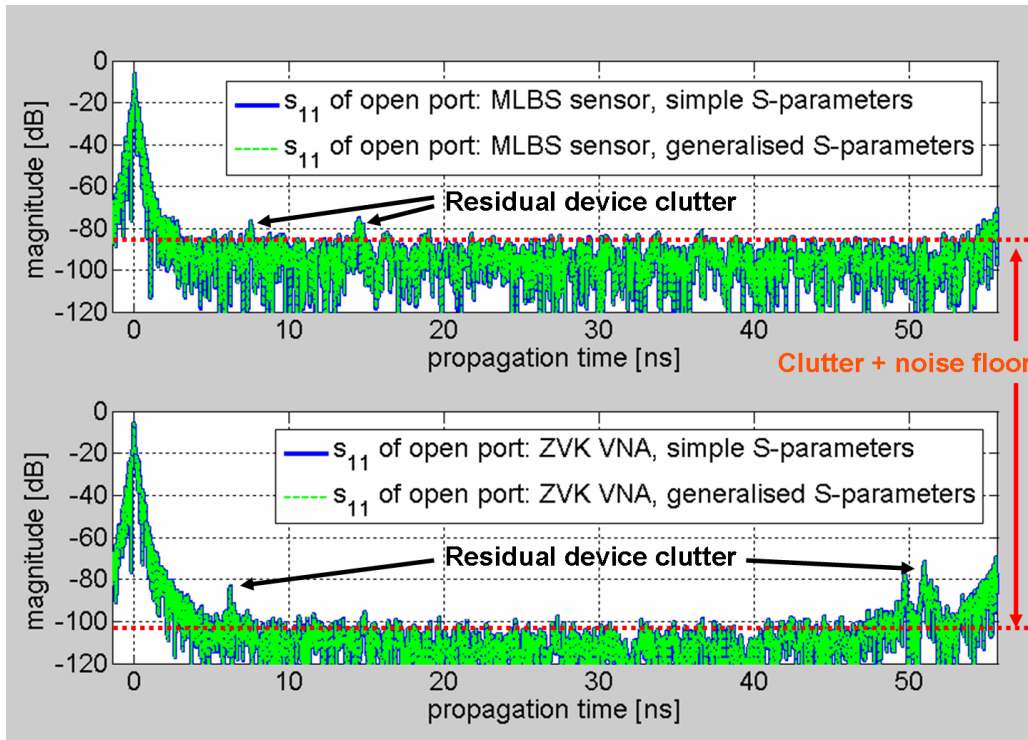 0
-20
-40
-60
-80
-100
-120
magnitude [dB]
s11 of open port: MLBS sensor, simple S-parameters
s11 of open port: MLBS sensor, generalised S-parameters
Residual device clutter
0 10 20 30 40 50
propagation time [ns]
Clutter + noise floor
0
-20
-40
-60
-80
-100
-120
magnitude [dB]
s11 of open port: ZVK VNA, simple S-parameters
s11 of open port: ZVK VNA, generalised S-parameters
Residual device clutter
0 10 20 30 40 50
propagation time [ns]